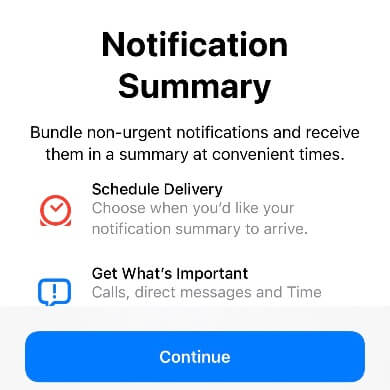 Notification
Summary
Bundle non-urgent notifications and receive
them in a summary at convenient times.
Schedule Delivery
Choose when you'd like your
notification summary to arrive.
Get What's Important
Calls, direct messages and Time
Continue